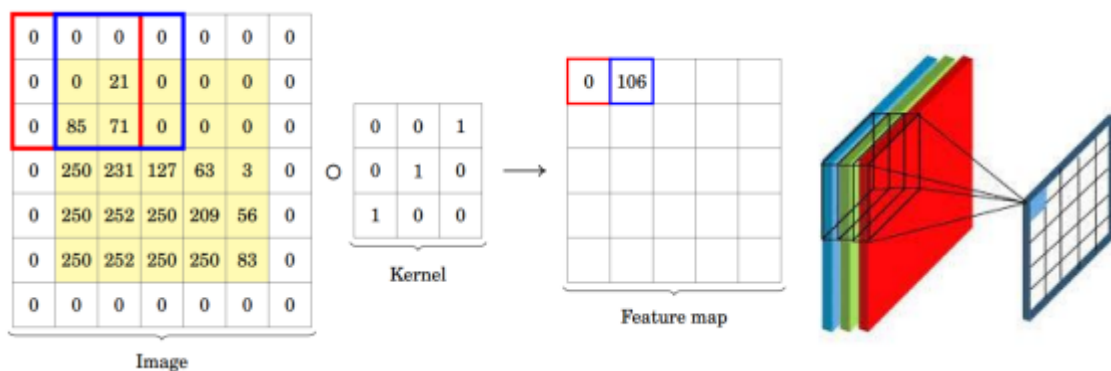 0 0 0 0 0 0 0
0 0 21 0 0 0 0
0 85 71 0 0 0 0
0 250 231 127 63 3 0
0 250 252 250 209 56 0
0 250 252 250 250 83 0
0 0 0 0 0 0 0
Image
0 0 1
0 1 0
1 0 0
Kernel
0 106
Feature map